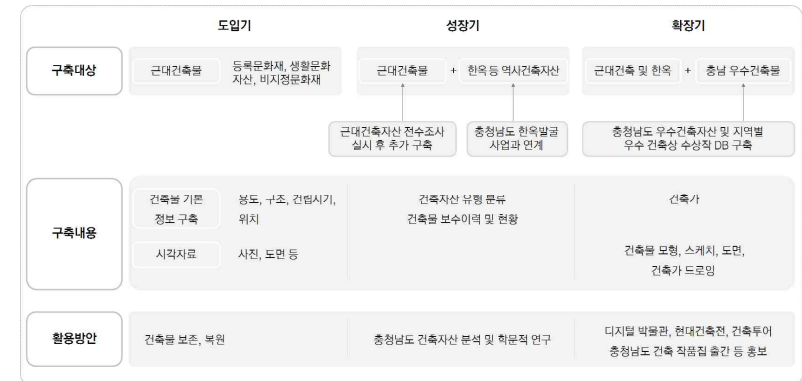 도입기
성장기
확장기
구축대상
근대건축물
등록문화재, 생활문화
자산, 비지정문화재
근대건축물 + 한옥등 역사건축자산
근대건축 및 한옥 + 충남 우수건축물
근대건축자산 전수조사
실시 후 추가 구축
충청남도 한옥발굴
사업과 연계
충청남도 우수건축자산 및 지역별
우수 건축상 수상작 DB 구축
구축내용
건축물 기본
정보 구축
용도, 구조, 건립시기,
위치
시각자료
사진, 도면 등
건축자산 유형 분류
건축물 보수이력 및 현황
건축가
건축물 모형, 스케치, 도면,
건축가 드로잉
활용방안
건축물 보존, 복원
충청남도 건축자산 분석 및 학문적 연구
디지털 박물관, 현대건축전, 건축투어
충청남도 건축 작품집 출간 등 홍보